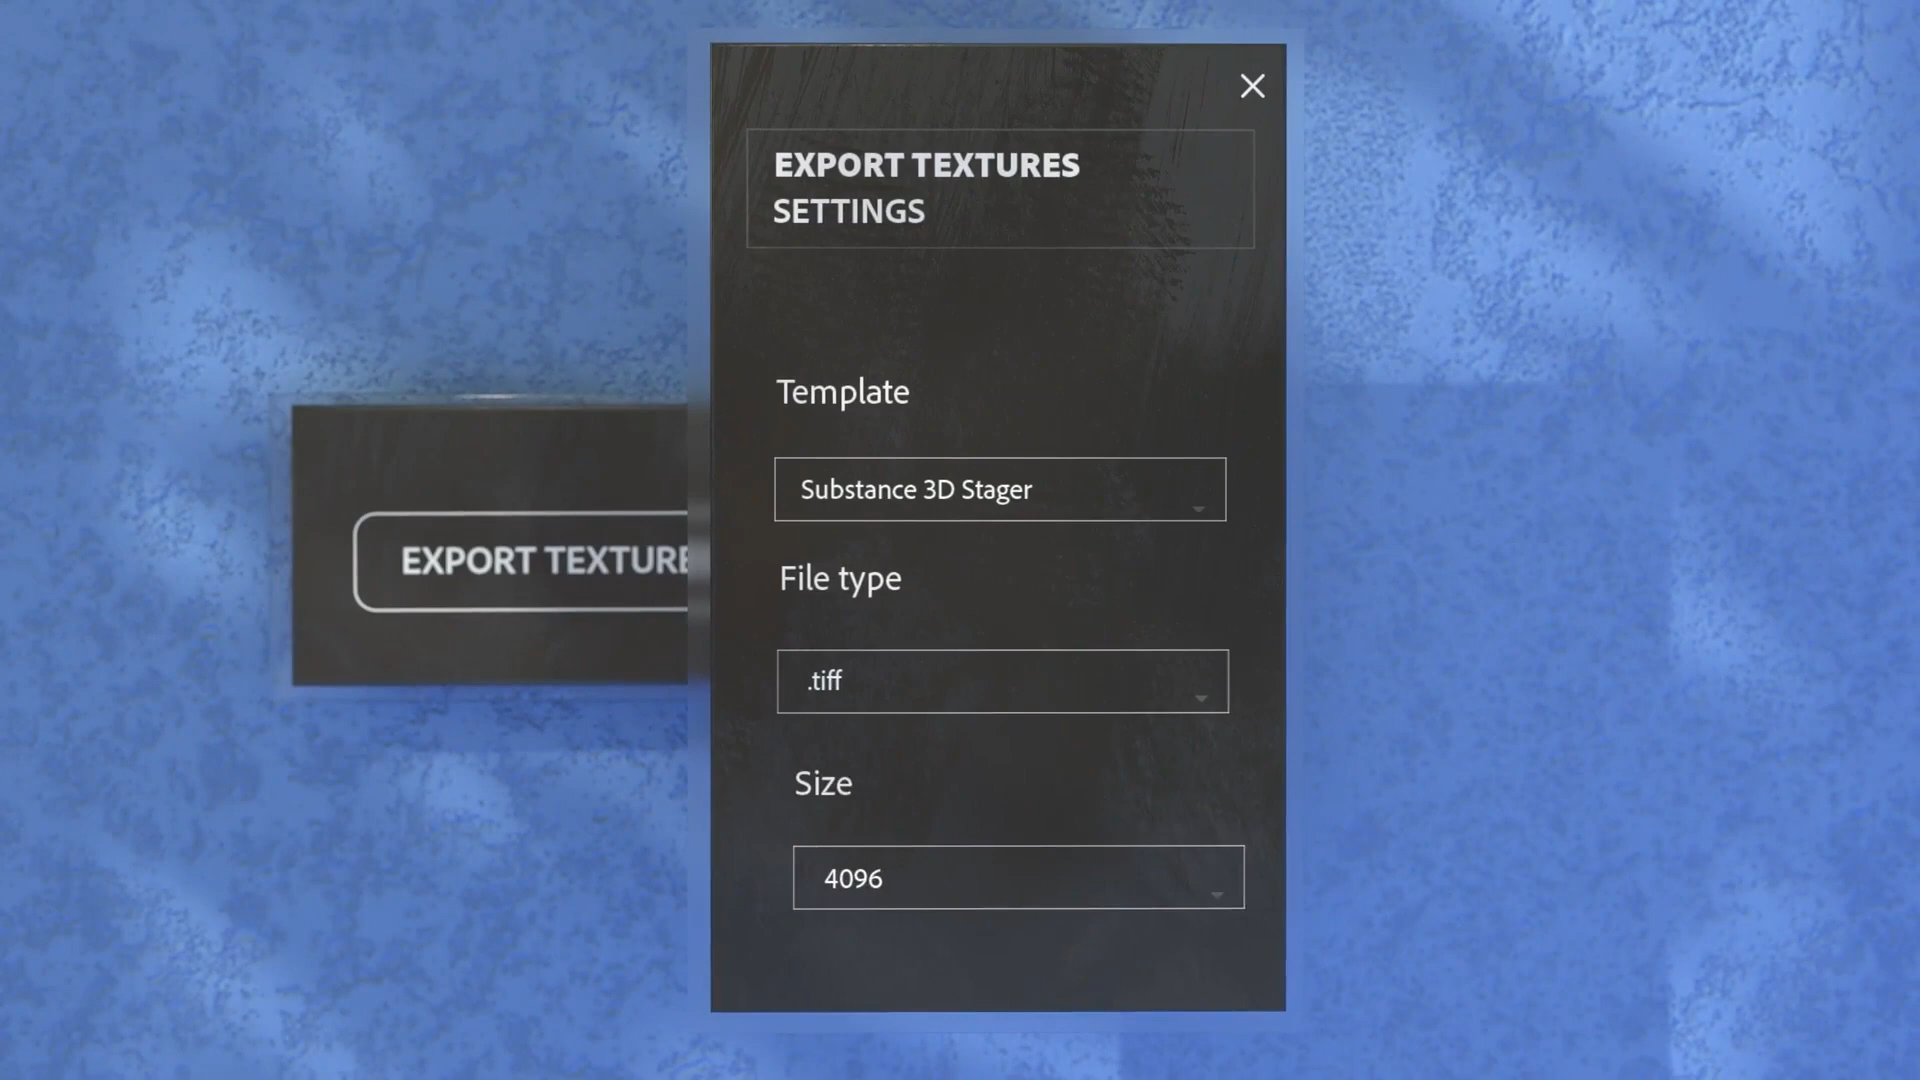 EXPORT TEXTURES
SETTINGS
Template
Substance 3D Stager
File type
.tiff
Size
4096
EXPORT TEXTURE